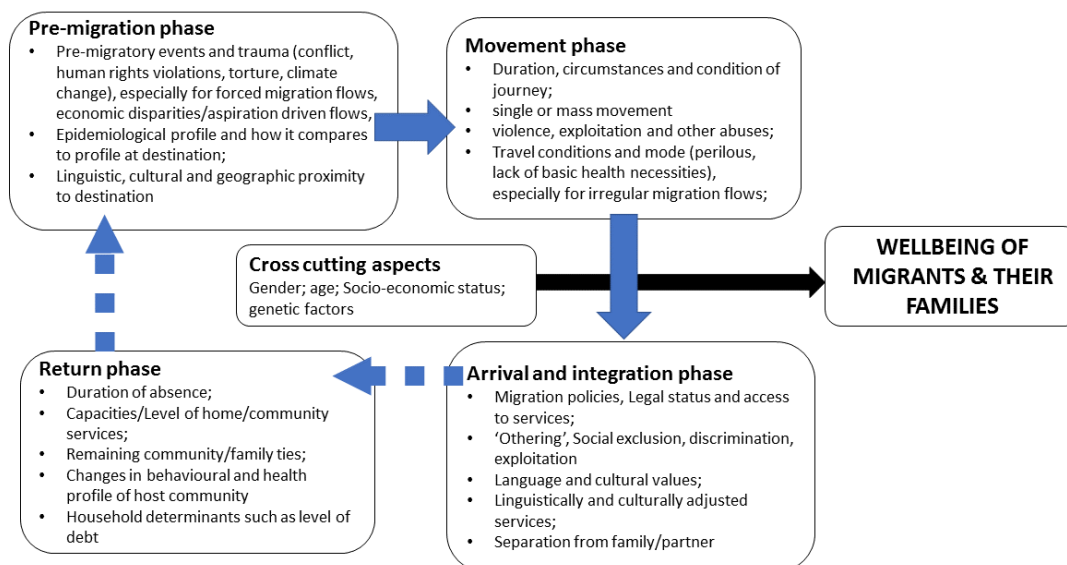 Pre-migration phase
• Pre-migratory events and trauma (conflict,
human rights violations, torture, climate
change), especially for forced migration flows,
economic disparities/aspiration driven flows,
• Epidemiological profile and how it compares
to profile at destination;
• Linguistic, cultural and geographic proximity
to destination
Movement phase
• Duration, circumstances and condition of
journey;
• single or mass movement
• violence, exploitation and other abuses;
• Travel conditions and mode (perilous,
lack of basic health necessities),
especially for irregular migration flows;
Cross cutting aspects
Gender; age; Socio-economic status;
genetic factors
WELLBEING OF
MIGRANTS & THEIR
FAMILIES
Return phase
• Duration of absence;
• Capacities/Level of home/community
services;
• Remaining community/family ties;
• Changes in behavioural and health
profile of host community
• Household determinants such as level of
debt
Arrival and integration phase
• Migration policies, Legal status and access
to services;
• ‘Othering’, Social exclusion, discrimination,
exploitation
• Language and cultural values;
• Linguistically and culturally adjusted
services;
• Separation from family/partner